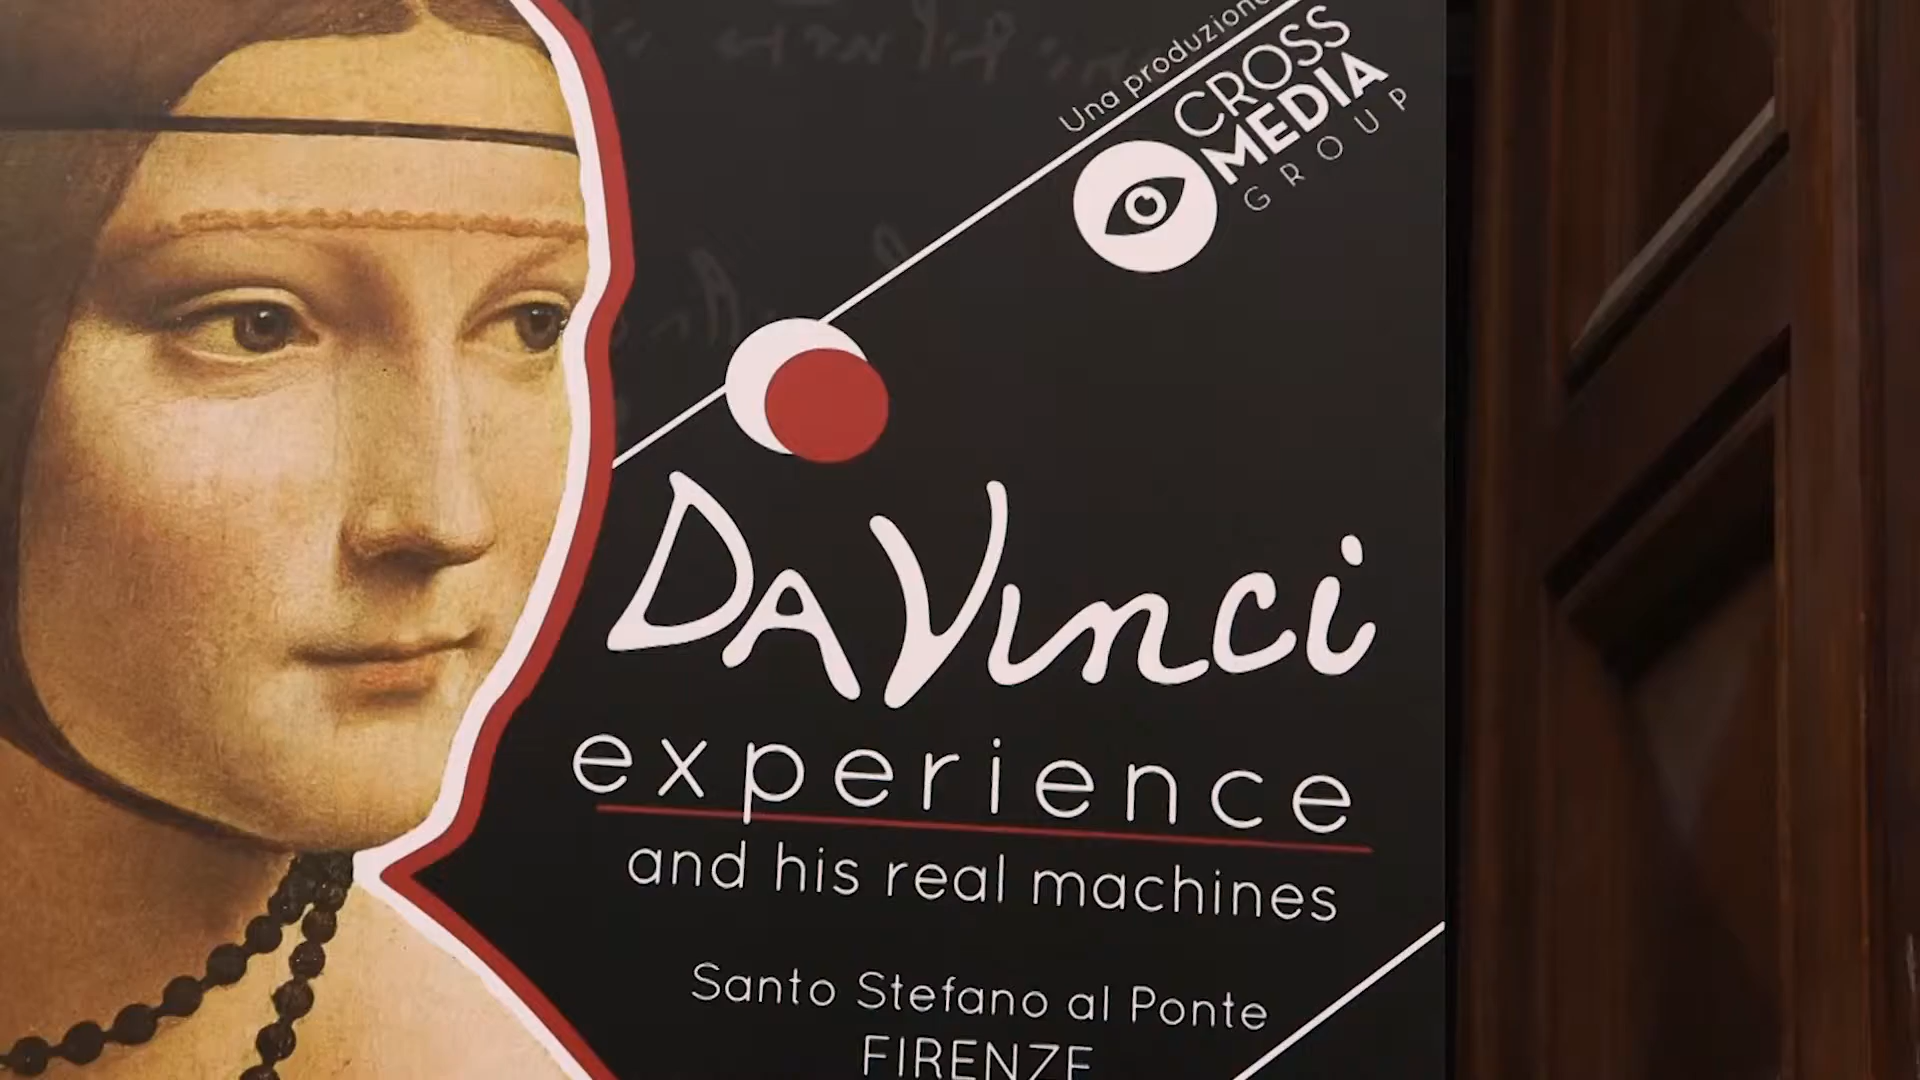 Una produzione
CROSS
MEDIA
GROUP
DA Vinci
experience
and his real machines
Santo Stefano al Ponte
FIRENZE